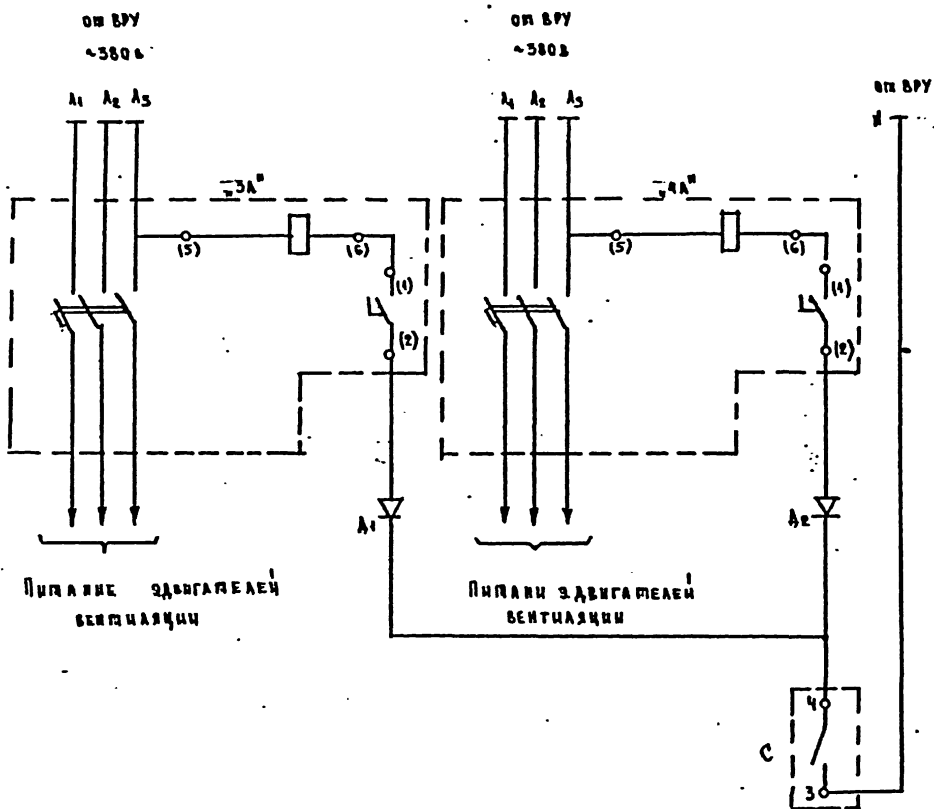 от ВРУ
~380в
А1 А2 А3
„3А"
(5)
(6)
(1)
(2)
Д1
Питание эдвигателей
вентиляции
от ВРУ
~380в
А1 А2 А3
„4А"
(5)
(6)
(1)
(2)
Д2
Питани эдвигателей
вентиляции
от ВРУ
N
4
С
3